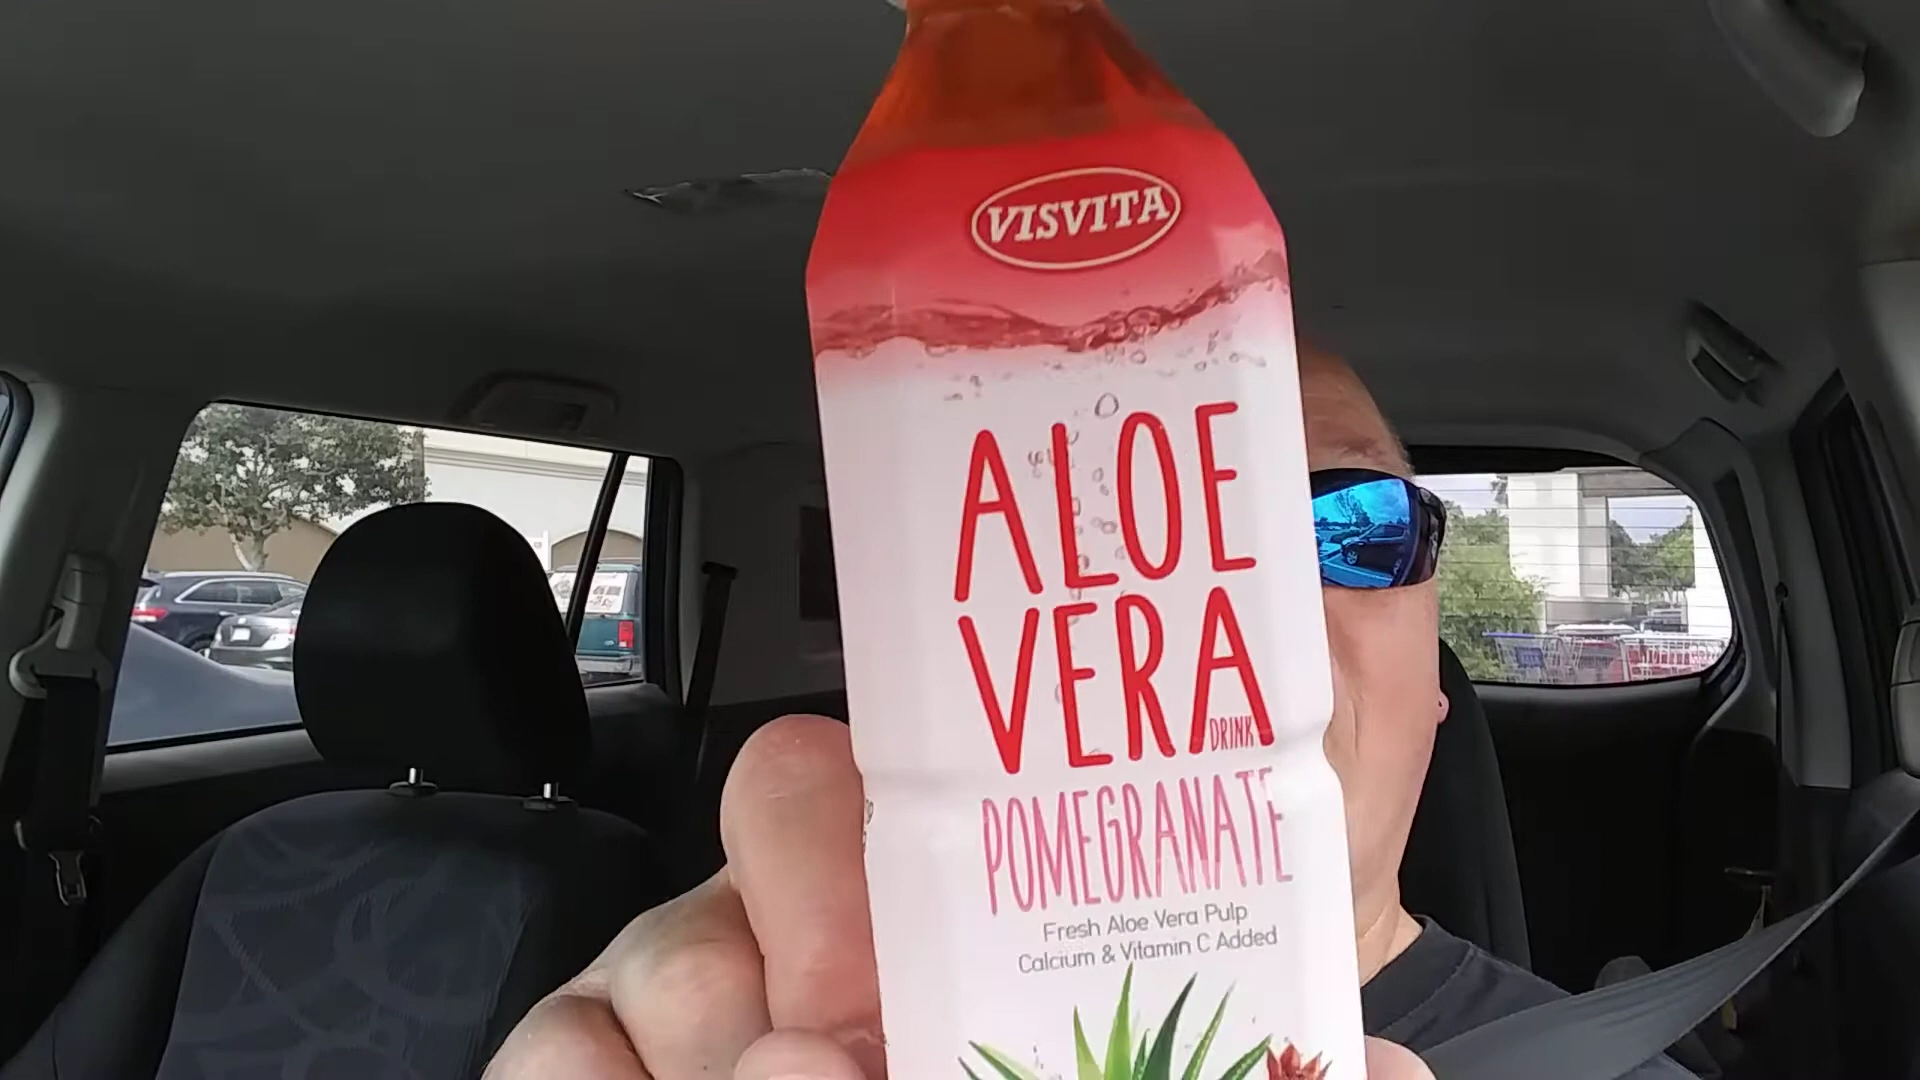 VISVITA
ALOE
VERA
DRINK
POMEGRANATE
Fresh Aloe Vera Pulp
Calcium & Vitamin C Added